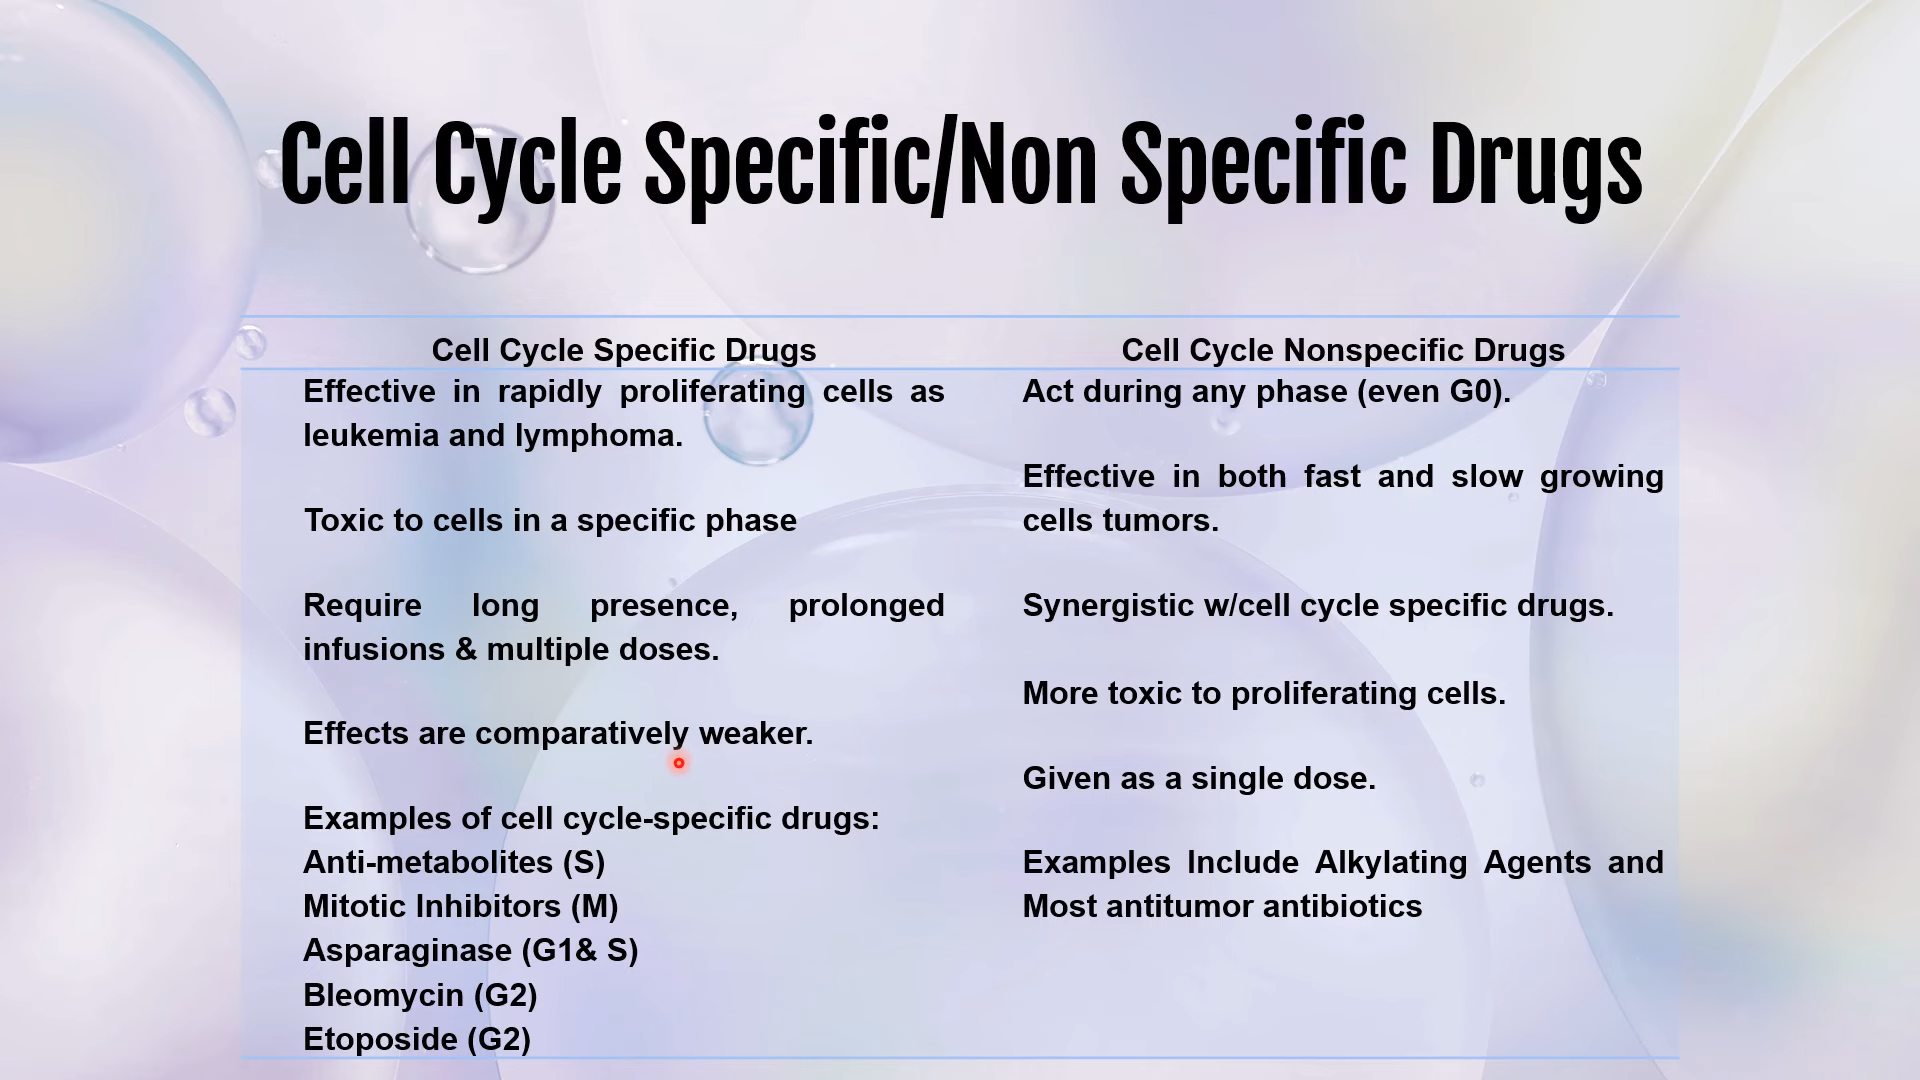 Cell Cycle Specific/Non Specific Drugs
Cell Cycle Specific Drugs
Effective in rapidly proliferating cells as
leukemia and lymphoma.
Toxic to cells in a specific phase
Require long presence, prolonged
infusions & multiple doses.
Effects are comparatively weaker.
Examples of cell cycle-specific drugs:
Anti-metabolites (S)
Mitotic Inhibitors (M)
Asparaginase (G1& S)
Bleomycin (G2)
Etoposide (G2)
Cell Cycle Nonspecific Drugs
Act during any phase (even G0).
Effective in both fast and slow growing
cells tumors.
Synergistic w/cell cycle specific drugs.
More toxic to proliferating cells.
Given as a single dose.
Examples Include Alkylating Agents and
Most antitumor antibiotics